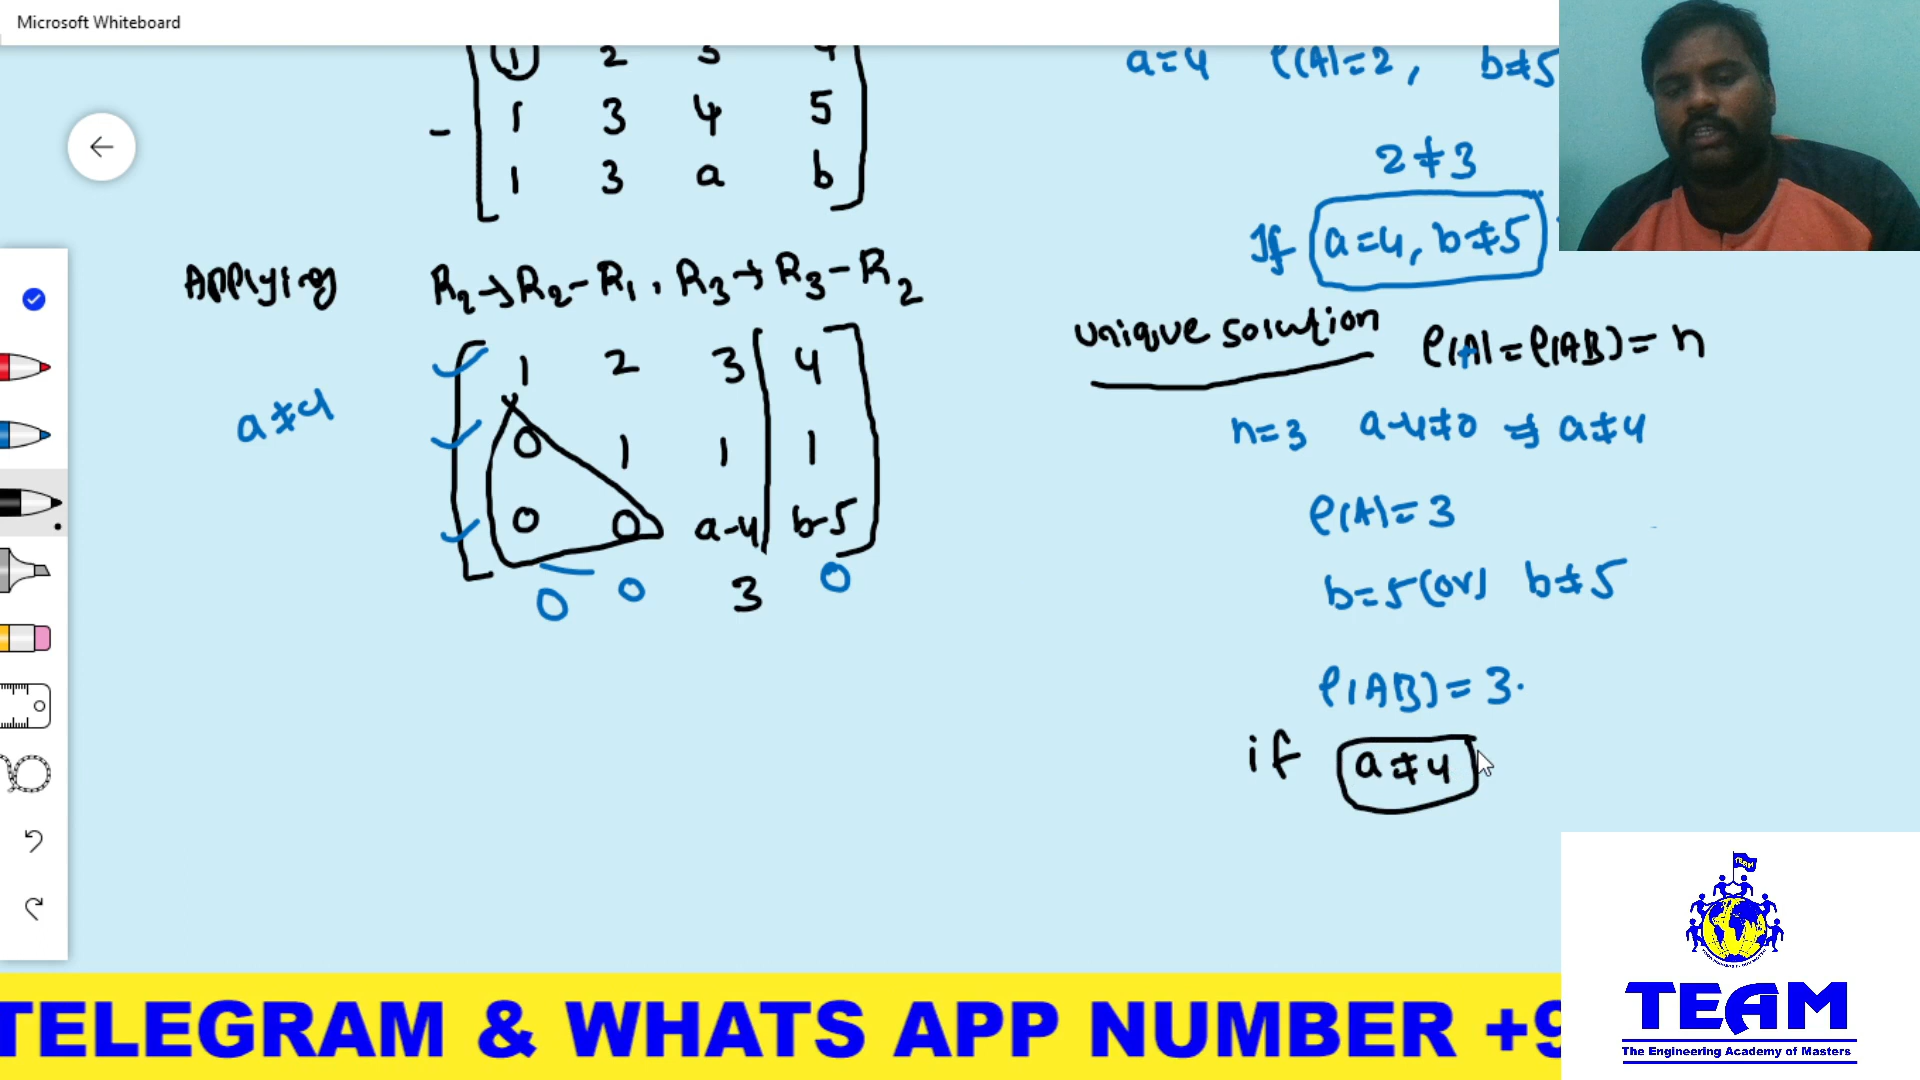 Microsoft Whiteboard
1 2 3 4
1 3 4 5
1 3 a b
Applying R₂→R₂-R₁, R₃→R₃-R₂
a≠4
1 2 3 4
0 1 1 1
0 0 a-4 b-5
0 0 3 0
a=4 ρ(A)=2, b≠5
2≠3
If a=4, b≠5
unique solution ρ(A)=ρ(AB)=n
n=3 a-4≠0 ⇒ a≠4
ρ(A)=3
b=5(or) b≠5
ρ(AB)=3.
if a≠4
TELEGRAM & WHATS APP NUMBER +9
TEAM
TEAM
The Engineering Academy of Masters